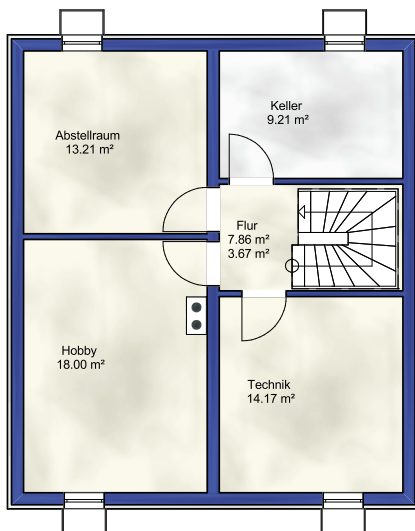 Keller
9.21 m²
Abstellraum
13.21 m²
Flur
7.86 m²
3.67 m²
Hobby
18.00 m²
Technik
14.17 m²